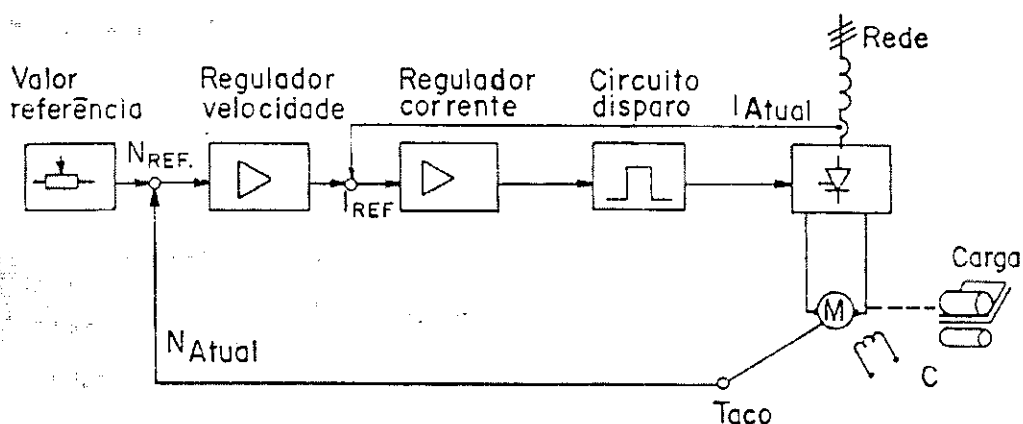 Rede
Valor
referência
Regulador
velocidade
Regulador
corrente
Circuito
disparo
I Atual
N REF.
I REF
M
Carga
N Atual
C
Taco